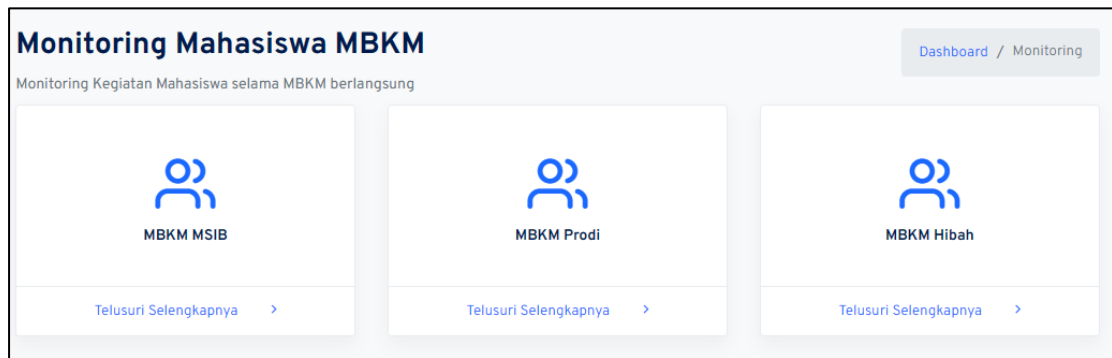 Monitoring Mahasiswa MBKM
Dashboard / Monitoring
Monitoring Kegiatan Mahasiswa selama MBKM berlangsung
MBKM MSIB
MBKM Prodi
MBKM Hibah
Telusuri Selengkapnya >
Telusuri Selengkapnya >
Telusuri Selengkapnya >